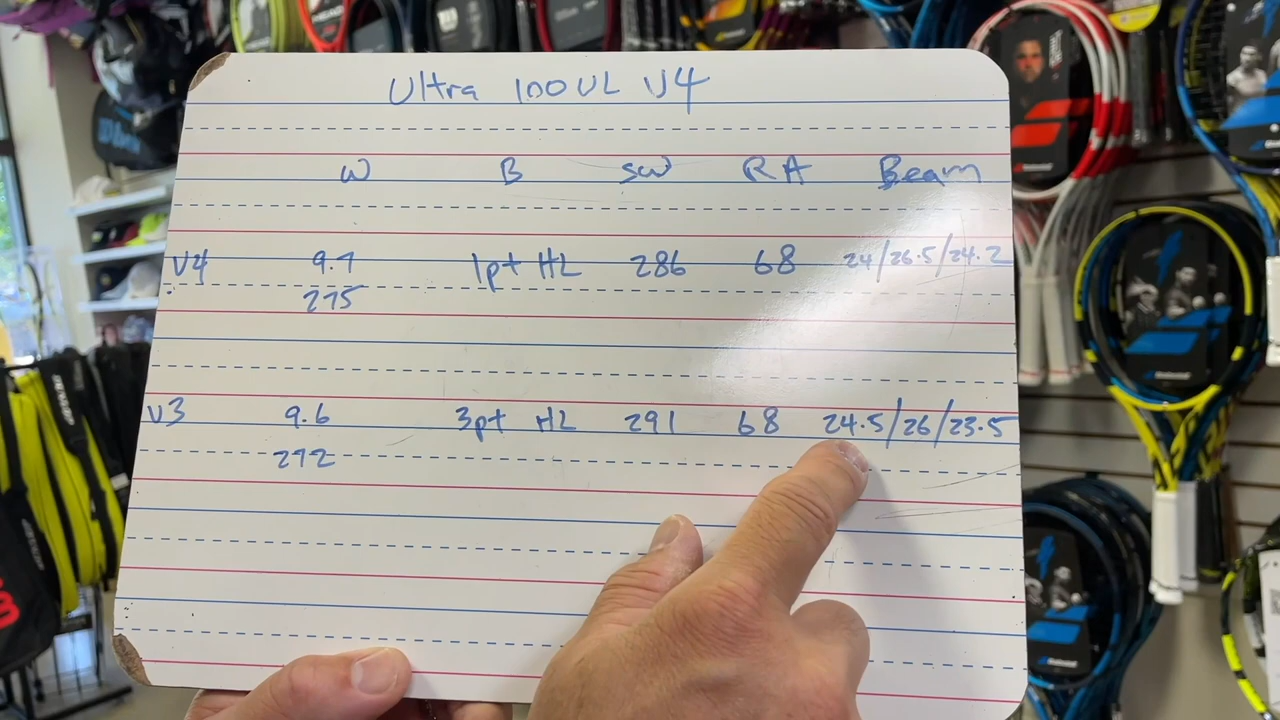 Ultra 100UL V4
W B SW RA Beam
V4 9.7 1pt HL 286 68 24/26.5/24.2
275
V3 9.6 3pt HL 291 68 24.5/26/23.5
272